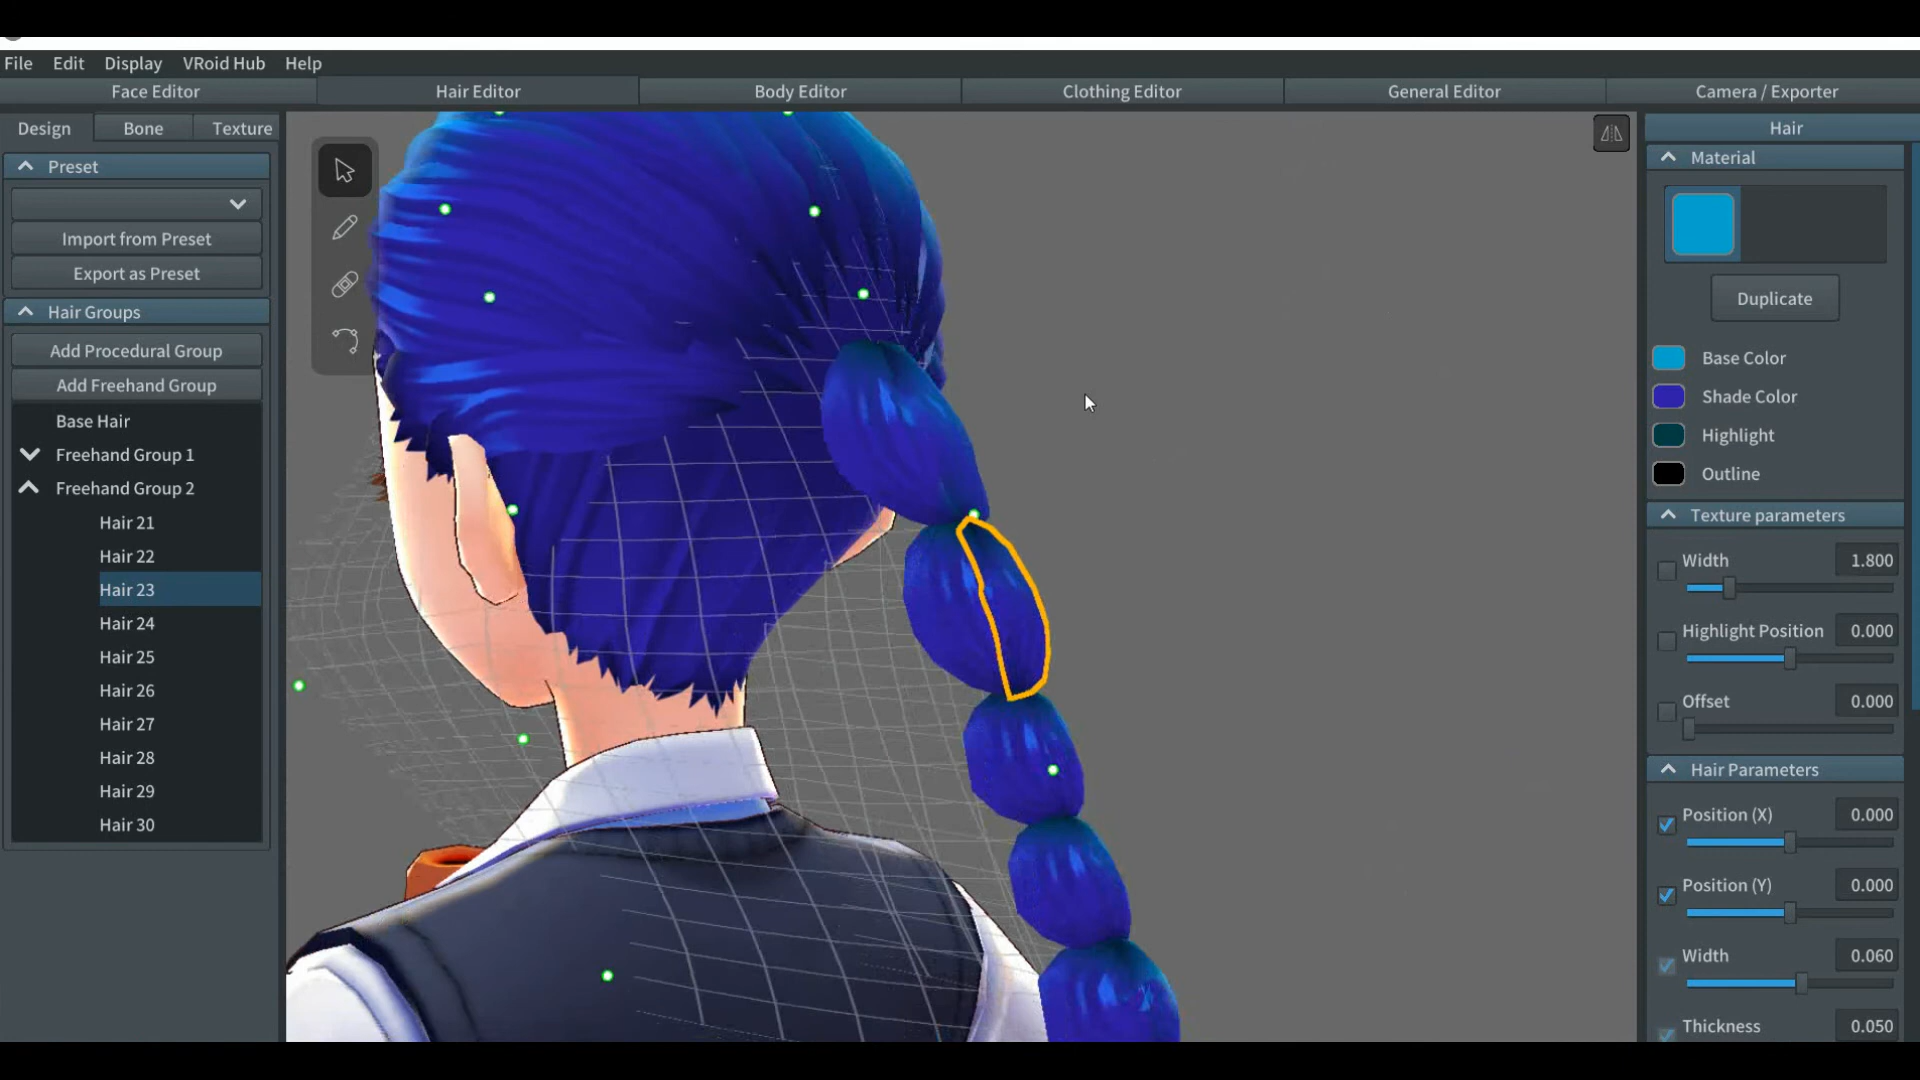 File Edit Display VRoid Hub Help
Face Editor Hair Editor Body Editor Clothing Editor General Editor Camera / Exporter
Design Bone Texture
Preset
Import from Preset
Export as Preset
Hair Groups
Add Procedural Group
Add Freehand Group
Base Hair
Freehand Group 1
Freehand Group 2
Hair 21
Hair 22
Hair 23
Hair 24
Hair 25
Hair 26
Hair 27
Hair 28
Hair 29
Hair 30
Hair
Material
Duplicate
Base Color
Shade Color
Highlight
Outline
Texture parameters
Width 1.800
Highlight Position 0.000
Offset 0.000
Hair Parameters
Position (X) 0.000
Position (Y) 0.000
Width 0.060
Thickness 0.050